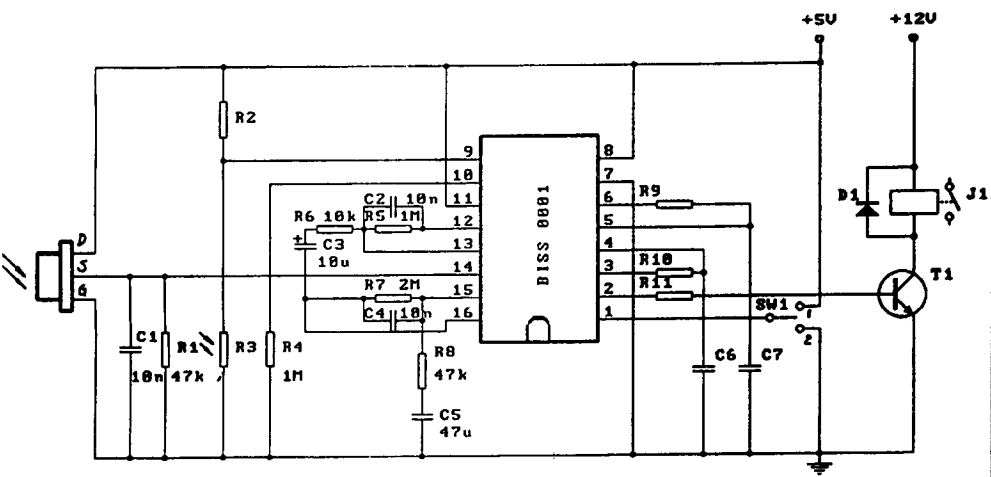 +5V +12V
R2
9 8
10 7
11 6
12 5
13 4
14 3
15 2
16 1
BISS 0001
C2 10n
R6 10k R5 1M
+ C3
10u
R7 2M
C4 10n
R8
47k
C5
47u
D
S
G
C1
10n
R1
47k
R3
R4
1M
R9
R10
R11
SW1
1
2
C6 C7
D1 J1
T1